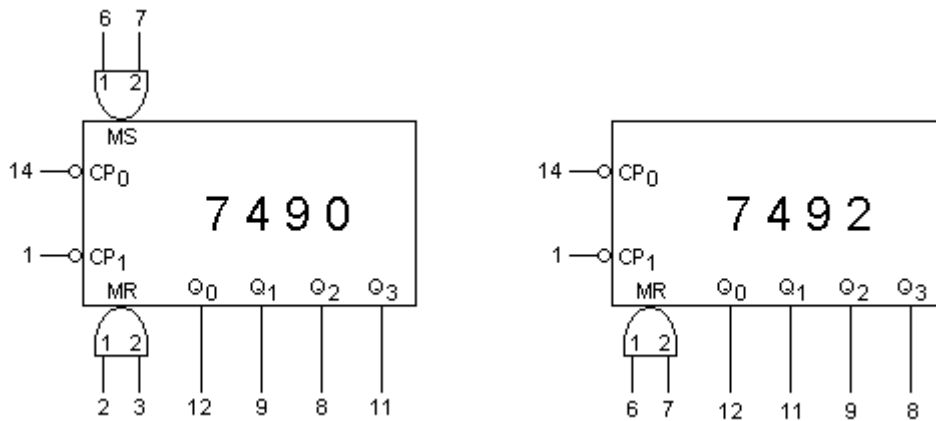 6 7
1 2
MS
14 CP0 14 CP0
7490 7492
1 CP1 1 CP1
MR Q0 Q1 Q2 Q3 MR Q0 Q1 Q2 Q3
1 2 1 2
2 3 12 9 8 11 6 7 12 11 9 8